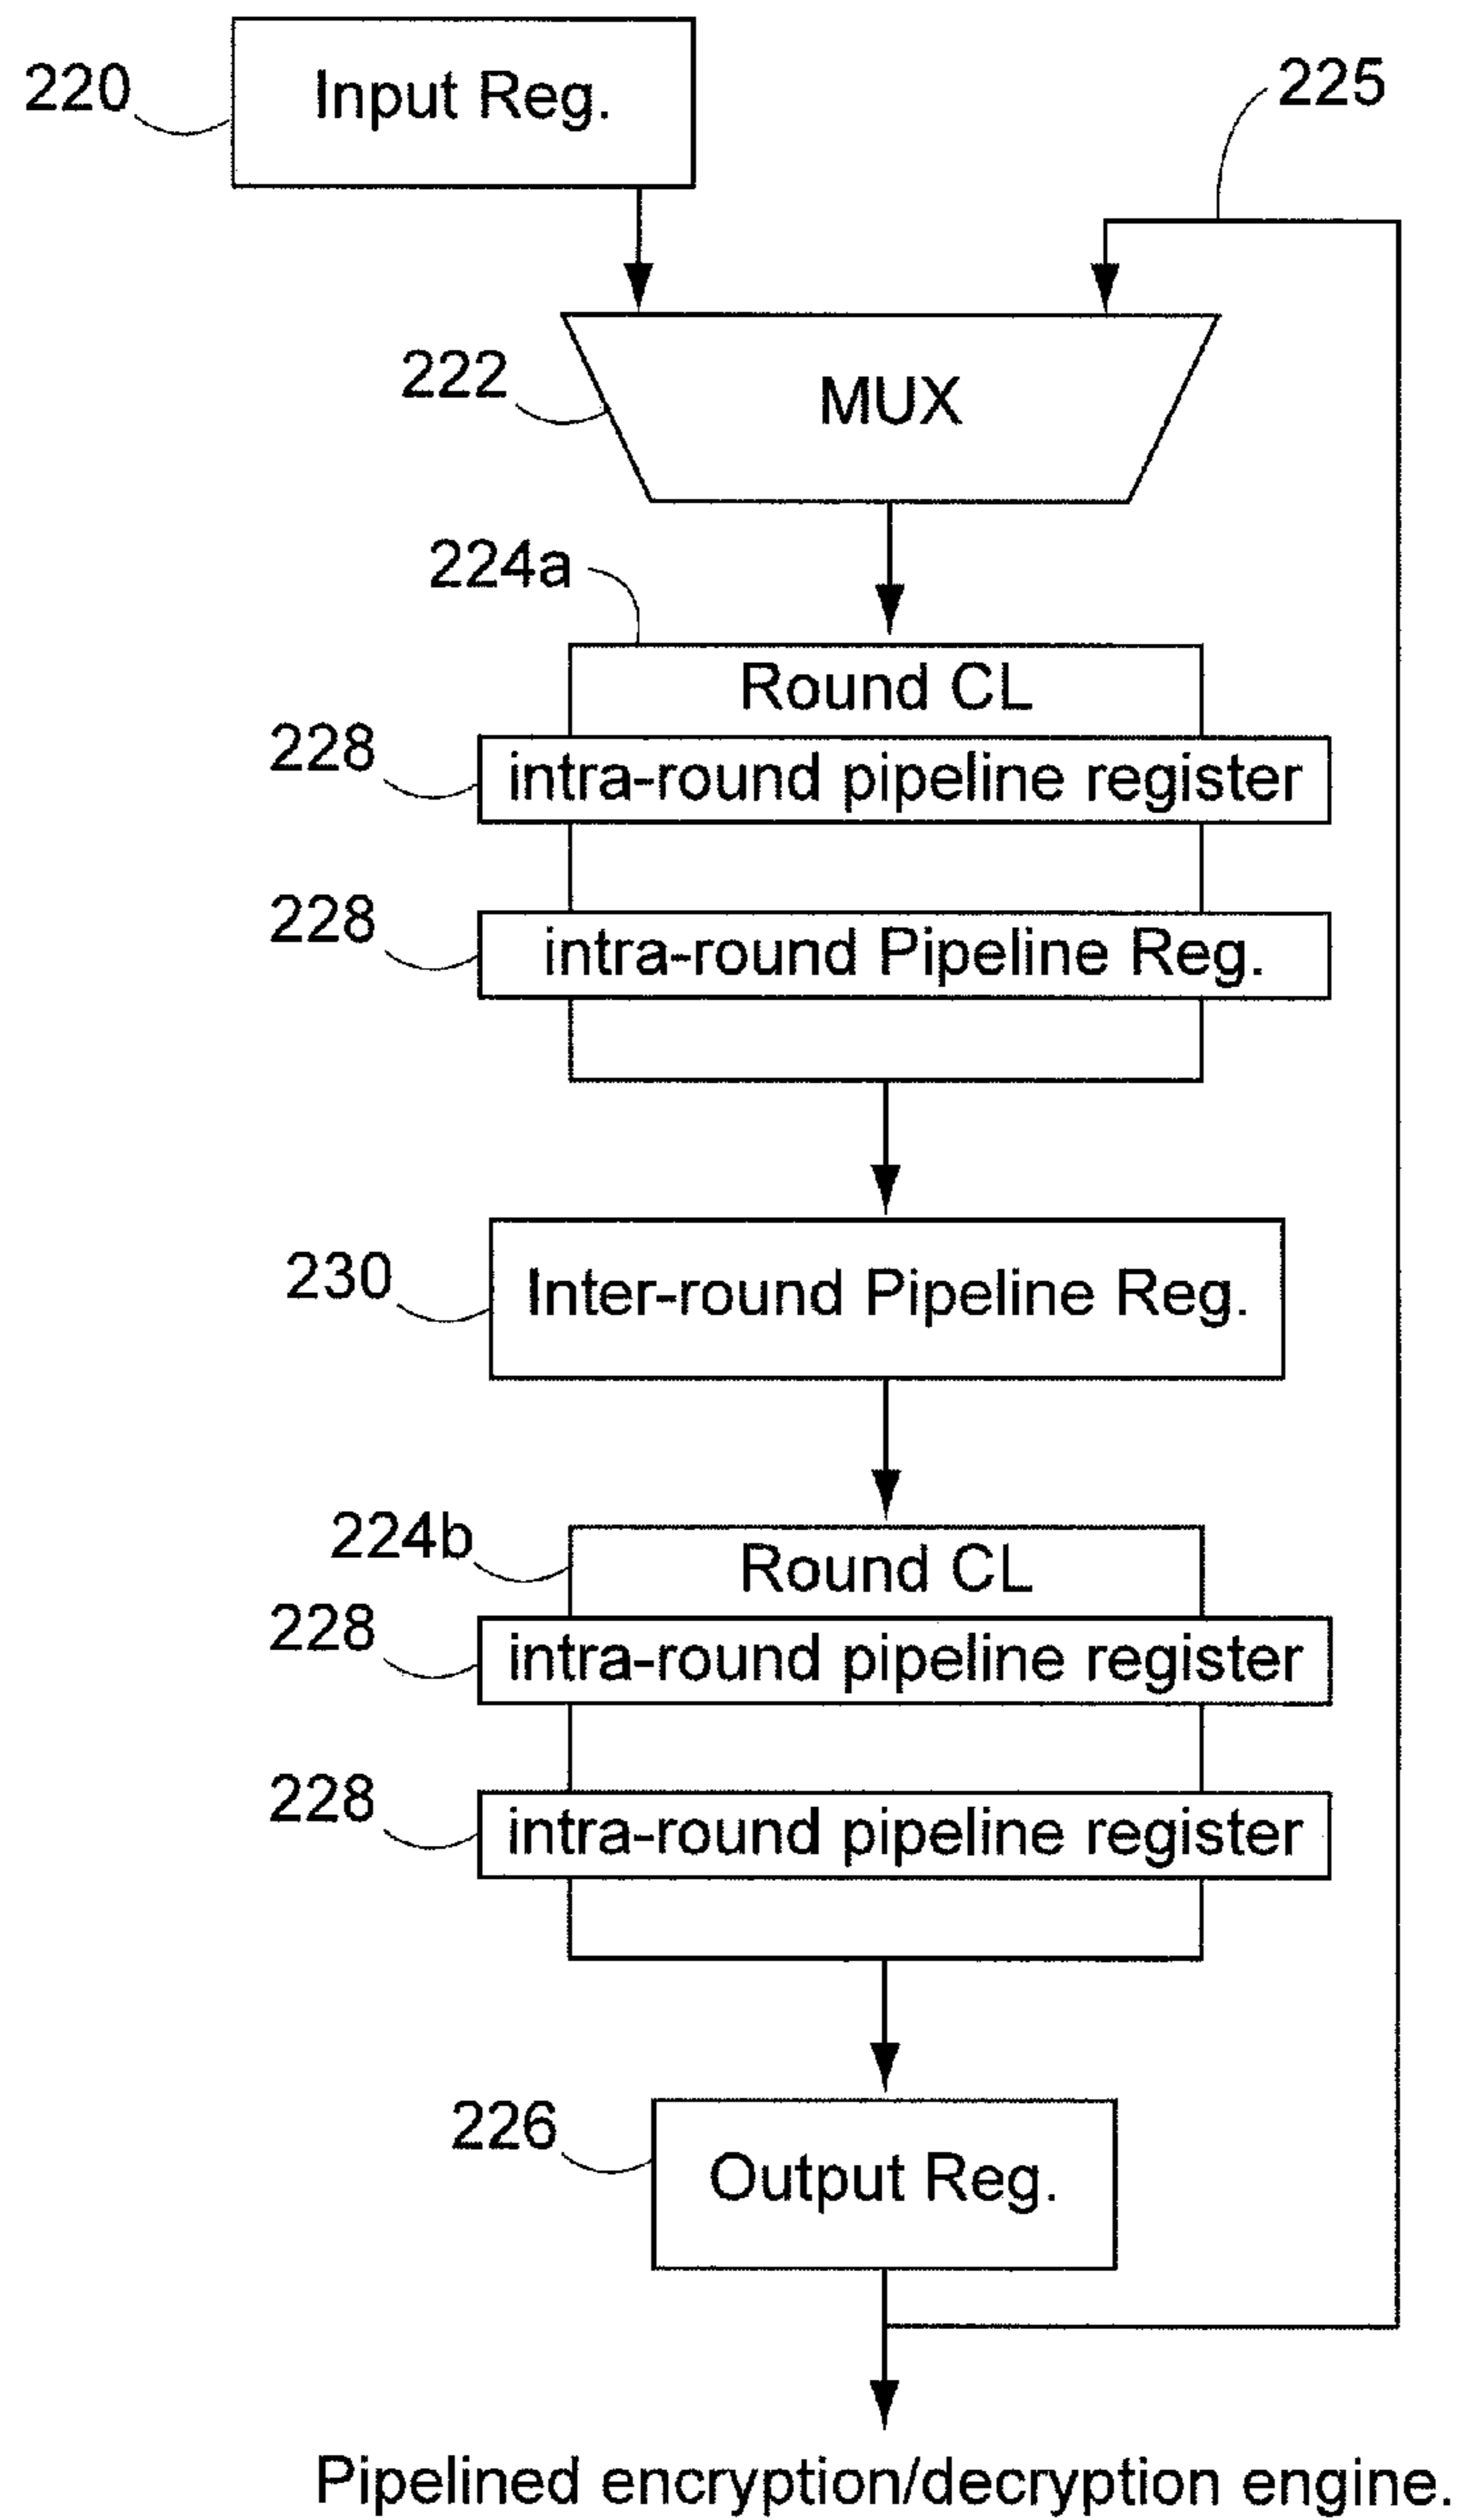 220
Input Reg.
225
222
MUX
224a
Round CL
228
intra-round pipeline register
228
intra-round Pipeline Reg.
230
Inter-round Pipeline Reg.
224b
Round CL
228
intra-round pipeline register
228
intra-round pipeline register
226
Output Reg.
Pipelined encryption/decryption engine.